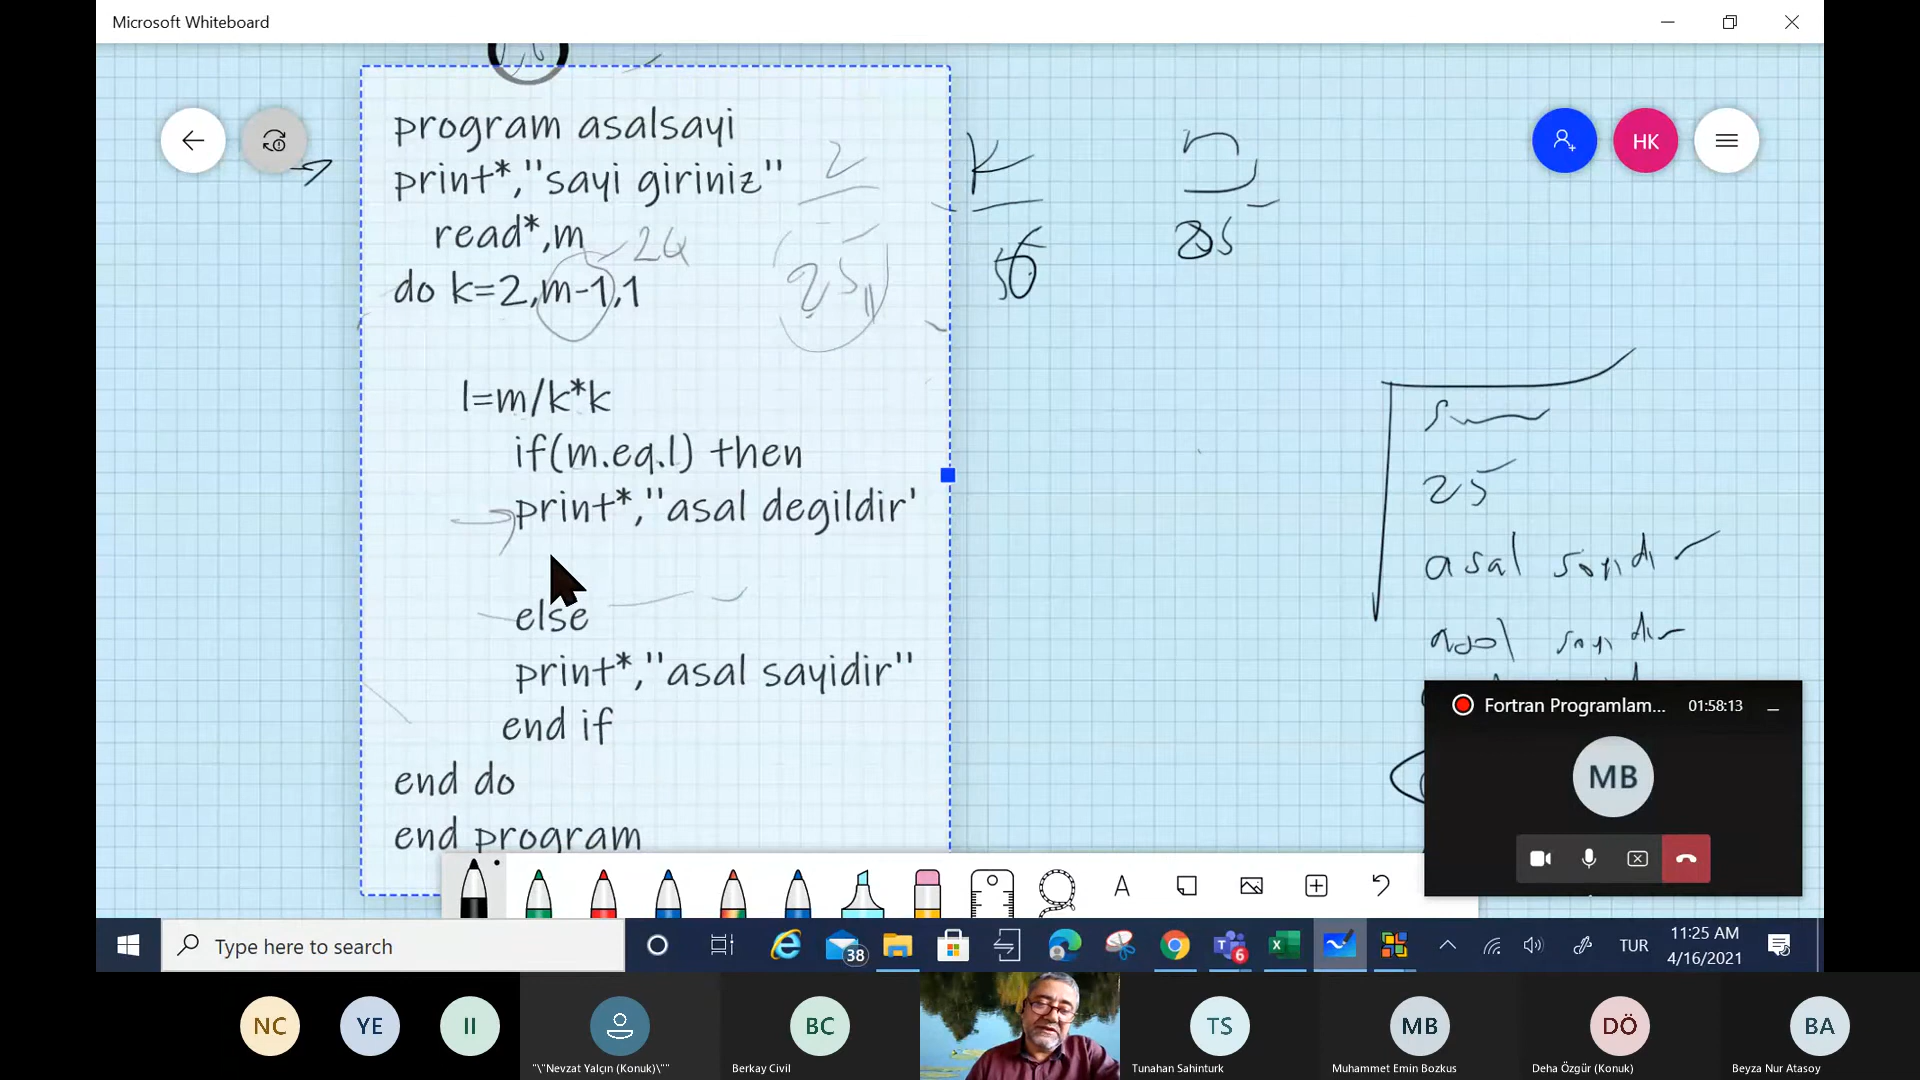 Microsoft Whiteboard
HK
program asalsayi
print*,"sayi giriniz"
read*,m
do k=2,m-1,1
l=m/k*k
if(m.eq.l) then
print*,"asal degildir'
else
print*,"asal sayidir"
end if
end do
end program
2
25
k
25
25
asal
Fortran Programlam...
01:58:13
MB
Type here to search
38
6
TUR
11:25 AM
4/16/2021
NC
YE
II
BC
TS
MB
DÖ
BA
"\"Nevzat Yalçın (Konuk)\""
Berkay Civil
Tunahan Sahinturk
Muhammet Emin Bozkus
Deha Özgür (Konuk)
Beyza Nur Atasoy